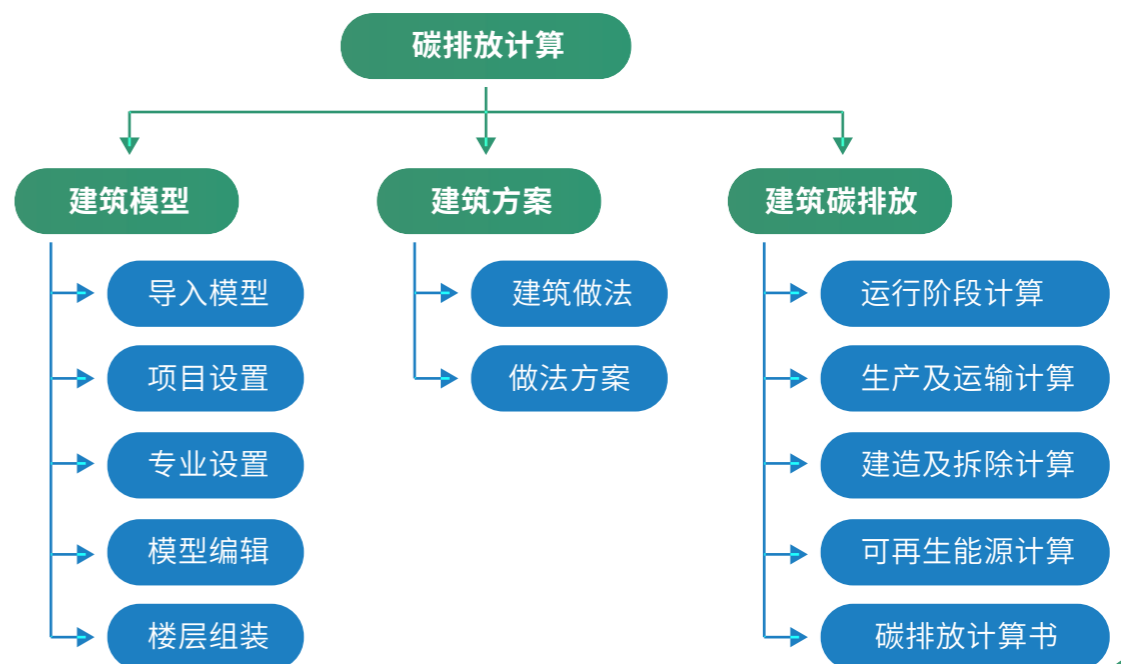 碳排放计算
建筑模型
导入模型
项目设置
专业设置
模型编辑
楼层组装
建筑方案
建筑做法
做法方案
建筑碳排放
运行阶段计算
生产及运输计算
建造及拆除计算
可再生能源计算
碳排放计算书